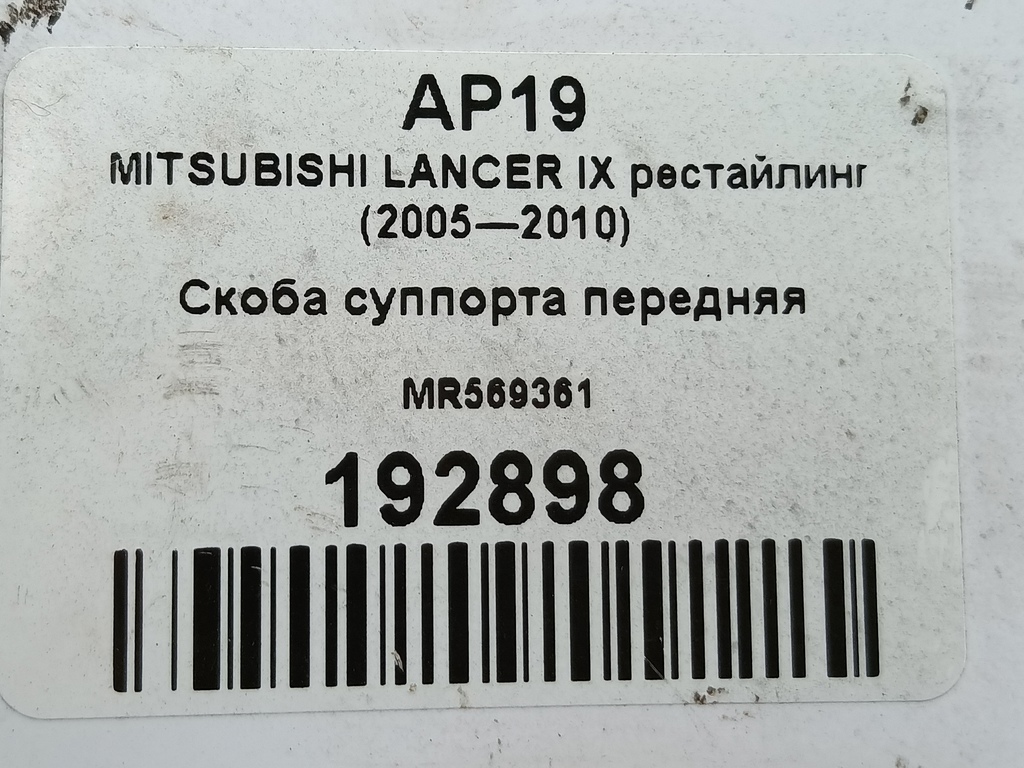 AP19
MITSUBISHI LANCER IX рестайлинг
(2005—2010)
Скоба суппорта передняя
MR569361
192898